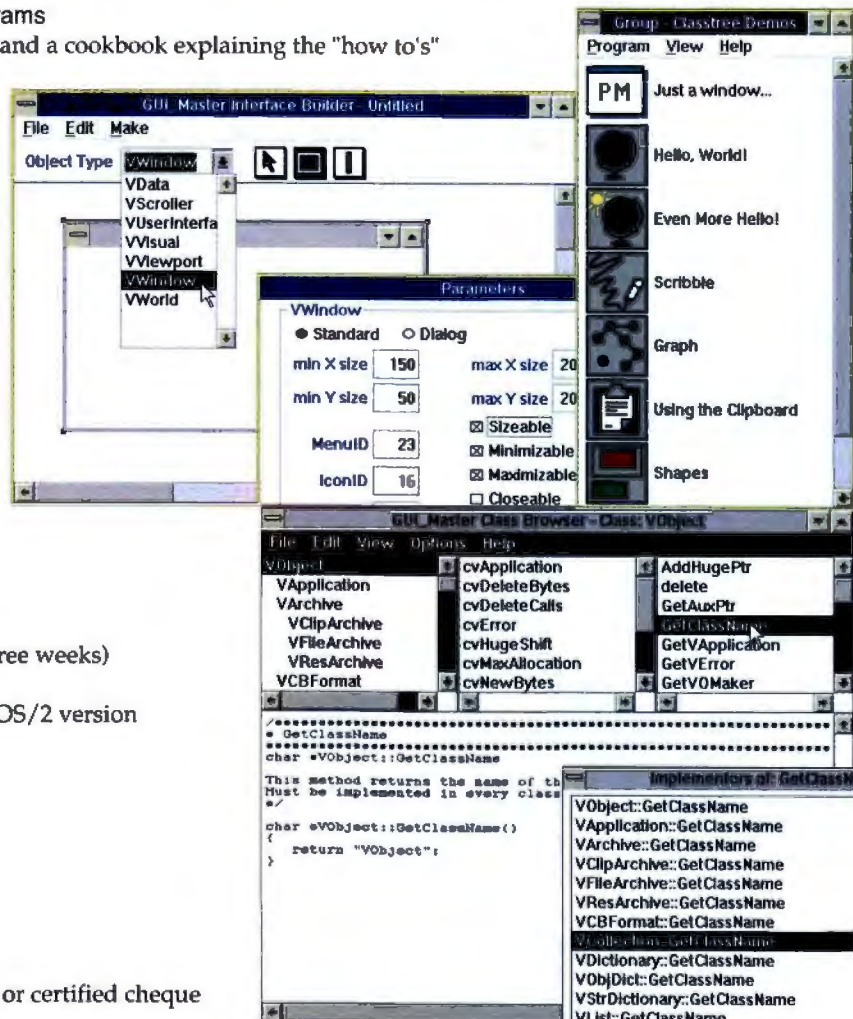 rams
and a cookbook explaining the "how to's"
Group - Classtree Demos
Program View Help
PM Just a window...
Hello, World!
Even More Hello!
Scribble
Graph
Using the Clipboard
Shapes
GUI_Master Interface Builder - Untitled
File Edit Make
Object Type VWindow
VData
VScroller
VUserInterfa
VVisual
VViewport
VWindow
VWorld
Parameters
VWindow
Standard Dialog
min X size 150 max X size 20
min Y size 50 max Y size 20
Sizeable
MenuID 23 Minimizable
IconID 16 Maximizable
Closeable
GUI_Master Class Browser - Class: VObject
File Edit View Options Help
VObject
VApplication
VArchive
VClipArchive
VFileArchive
VResArchive
VCBFormat
cvApplication
cvDeleteBytes
cvDeleteCalls
cvError
cvHugeShift
cvMaxAllocation
cvNewBytes
AddHugePtr
delete
GetAuxPtr
GetClassName
GetVApplication
GetVError
GetVOMaker
/*******************************************************
* GetClassName
*******************************************************
char *VObject::GetClassName
This method returns the name of th
Must be implemented in every class
*/
char *VObject::GetClassName()
{
return "VObject";
}
Implementors of: GetClassN
VObject::GetClassName
VApplication::GetClassName
VArchive::GetClassName
VClipArchive::GetClassName
VFileArchive::GetClassName
VResArchive::GetClassName
VCBFormat::GetClassName
VCollection::GetClassName
VDictionary::GetClassName
VObjDict::GetClassName
VStrDictionary::GetClassName
VList::GetClassName
ree weeks)
OS/2 version
or certified cheque